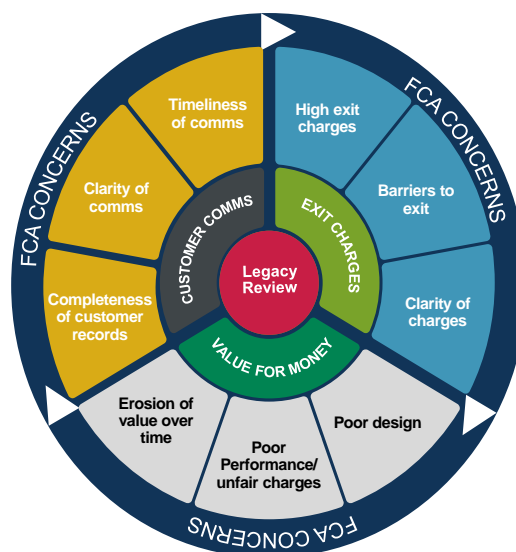 FCA CONCERNS
FCA CONCERNS
Timeliness
of comms
High exit
charges
Clarity of
comms
Barriers to
exit
CUSTOMER COMMS
EXIT CHARGES
Legacy
Review
Completeness
of customer
records
Clarity of
charges
VALUE FOR MONEY
Erosion of
value over
time
Poor
Performance/
unfair charges
Poor design
FCA CONCERNS